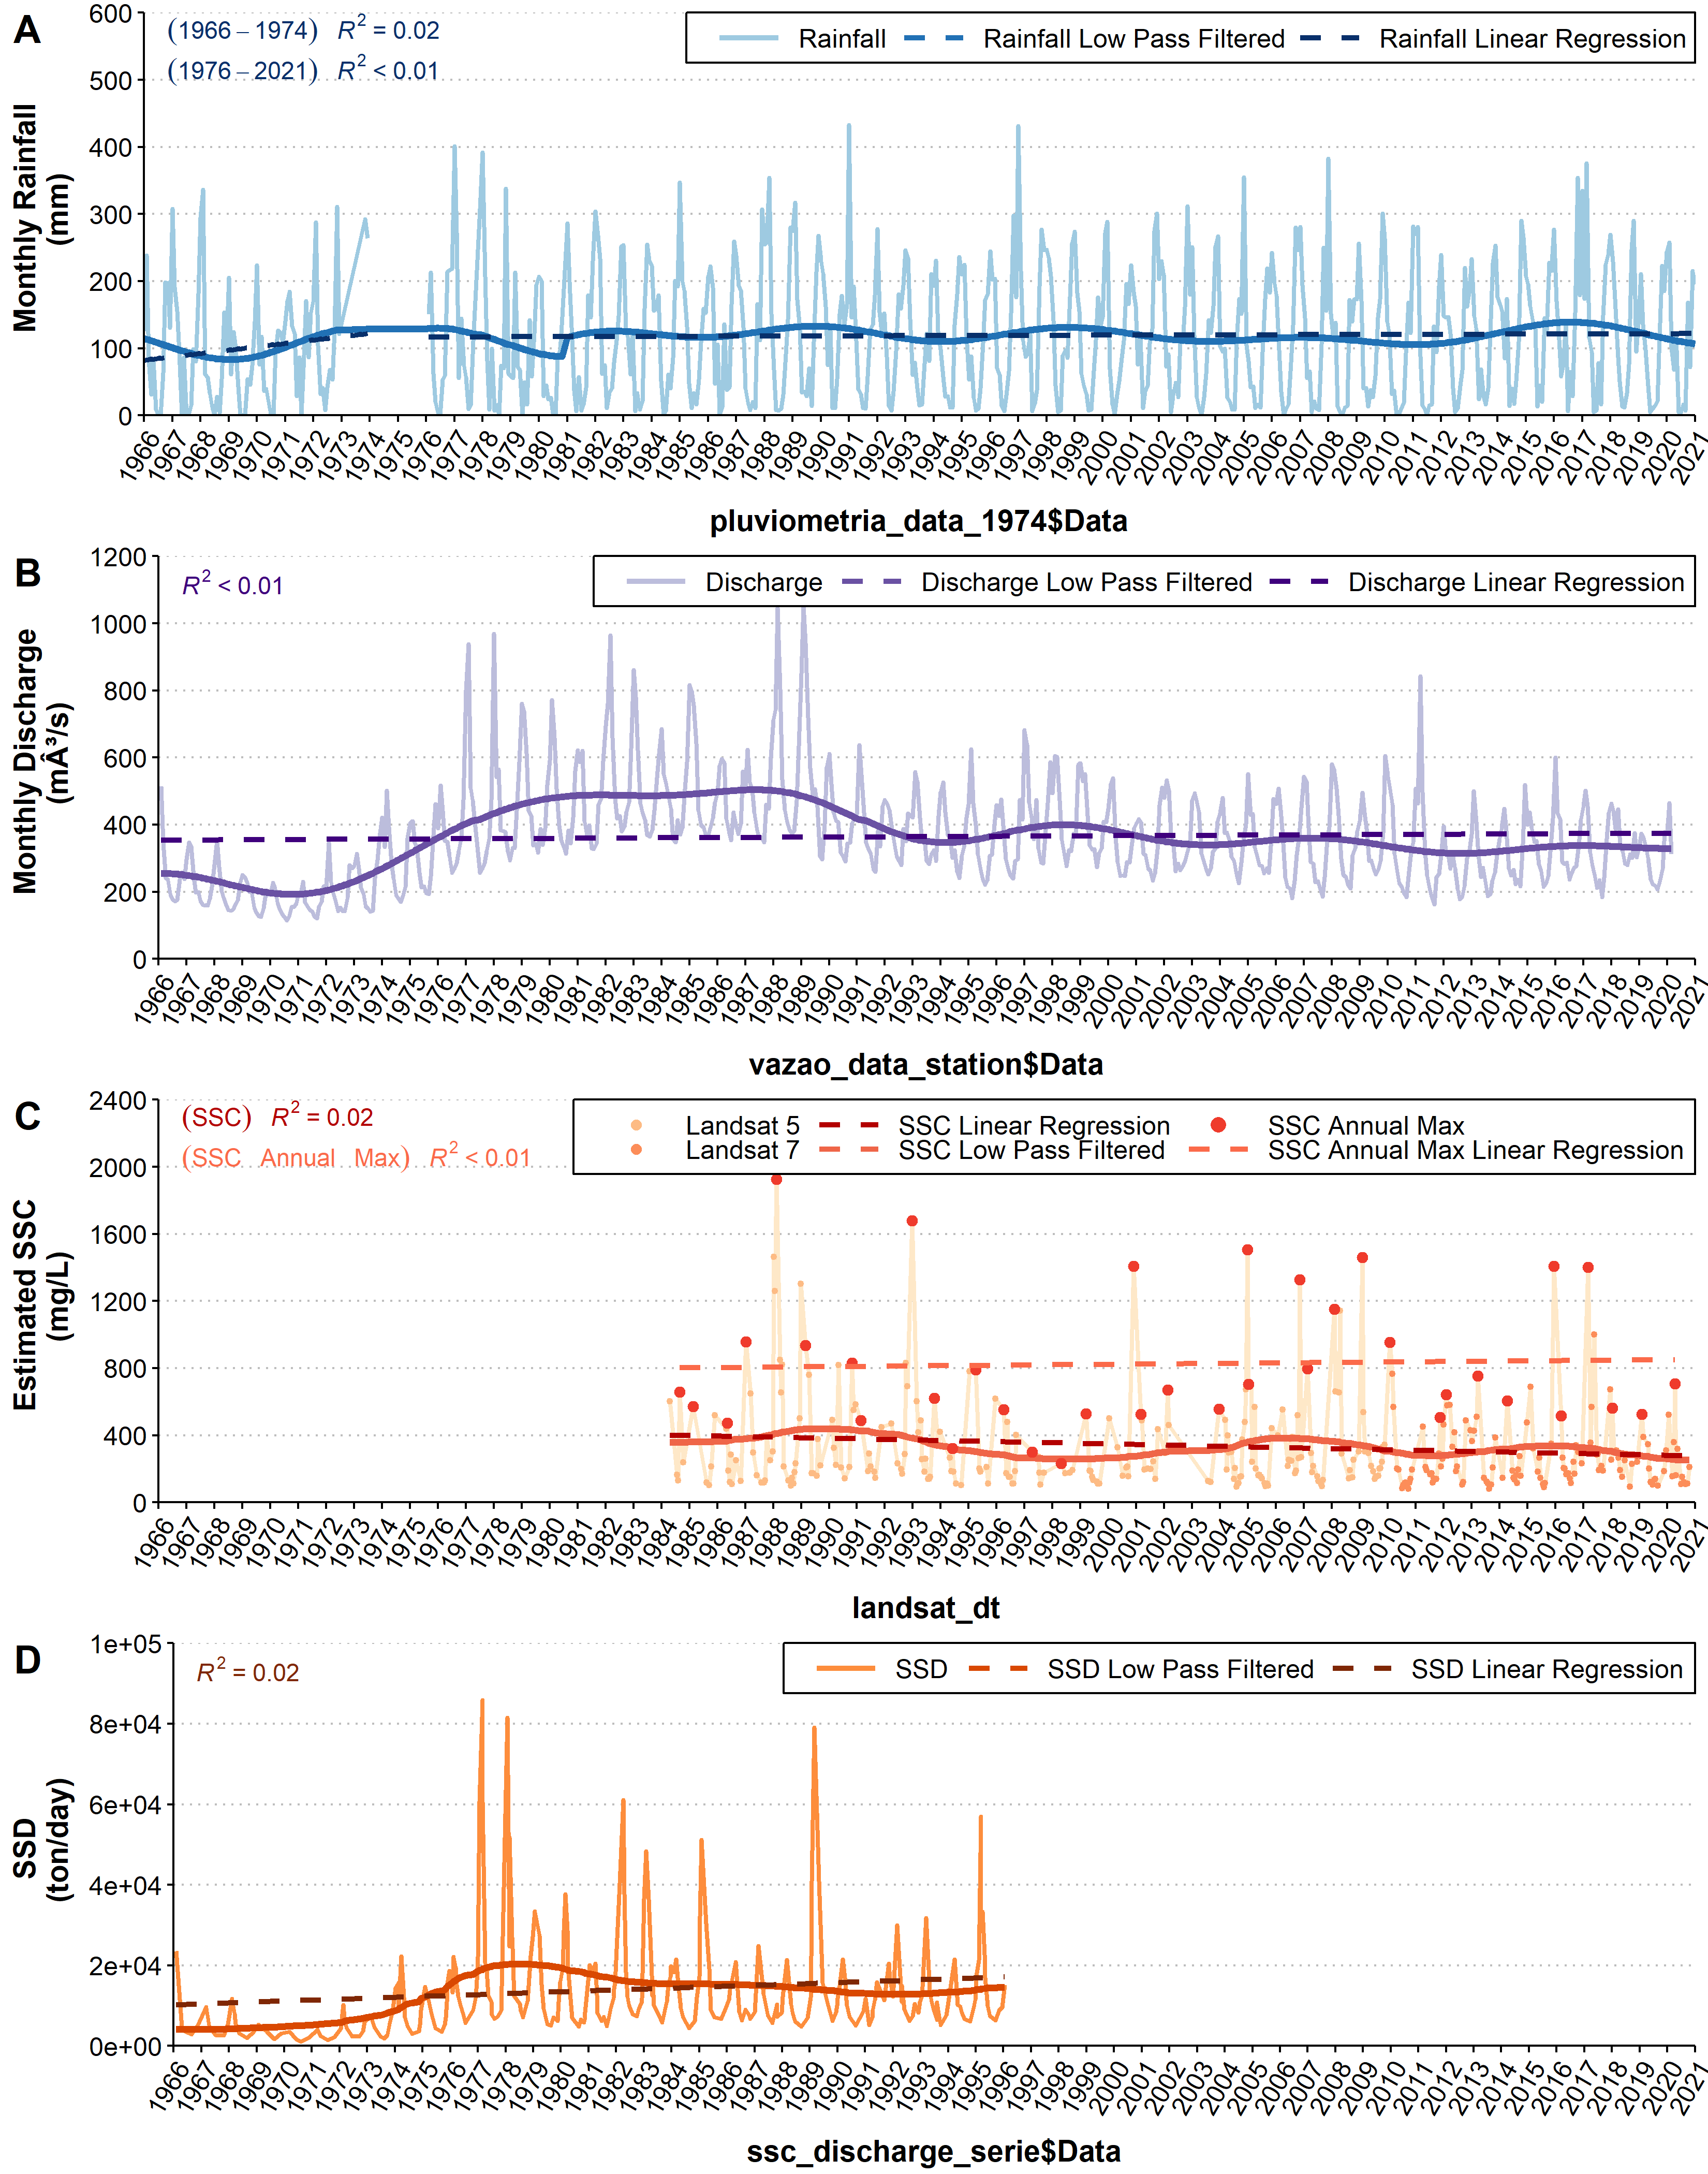 A
(1966 – 1974) R² = 0.02
(1976 – 2021) R² < 0.01
Rainfall Rainfall Low Pass Filtered Rainfall Linear Regression
Monthly Rainfall
(mm)
600
500
400
300
200
100
0
1966 1967 1968 1969 1970 1971 1972 1973 1974 1975 1976 1977 1978 1979 1980 1981 1982 1983 1984 1985 1986 1987 1988 1989 1990 1991 1992 1993 1994 1995 1996 1997 1998 1999 2000 2001 2002 2003 2004 2005 2006 2007 2008 2009 2010 2011 2012 2013 2014 2015 2016 2017 2018 2019 2020 2021
pluviometria_data_1974$Data
B
R² < 0.01
Discharge Discharge Low Pass Filtered Discharge Linear Regression
Monthly Discharge
(mÂ³/s)
1200
1000
800
600
400
200
0
1966 1967 1968 1969 1970 1971 1972 1973 1974 1975 1976 1977 1978 1979 1980 1981 1982 1983 1984 1985 1986 1987 1988 1989 1990 1991 1992 1993 1994 1995 1996 1997 1998 1999 2000 2001 2002 2003 2004 2005 2006 2007 2008 2009 2010 2011 2012 2013 2014 2015 2016 2017 2018 2019 2020 2021
vazao_data_station$Data
C
(SSC) R² = 0.02
(SSC Annual Max) R² < 0.01
Landsat 5 SSC Linear Regression SSC Annual Max
Landsat 7 SSC Low Pass Filtered SSC Annual Max Linear Regression
Estimated SSC
(mg/L)
2400
2000
1600
1200
800
400
0
1966 1967 1968 1969 1970 1971 1972 1973 1974 1975 1976 1977 1978 1979 1980 1981 1982 1983 1984 1985 1986 1987 1988 1989 1990 1991 1992 1993 1994 1995 1996 1997 1998 1999 2000 2001 2002 2003 2004 2005 2006 2007 2008 2009 2010 2011 2012 2013 2014 2015 2016 2017 2018 2019 2020 2021
landsat_dt
D
R² = 0.02
SSD SSD Low Pass Filtered SSD Linear Regression
SSD
(ton/day)
1e+05
8e+04
6e+04
4e+04
2e+04
0e+00
1966 1967 1968 1969 1970 1971 1972 1973 1974 1975 1976 1977 1978 1979 1980 1981 1982 1983 1984 1985 1986 1987 1988 1989 1990 1991 1992 1993 1994 1995 1996 1997 1998 1999 2000 2001 2002 2003 2004 2005 2006 2007 2008 2009 2010 2011 2012 2013 2014 2015 2016 2017 2018 2019 2020 2021
ssc_discharge_serie$Data